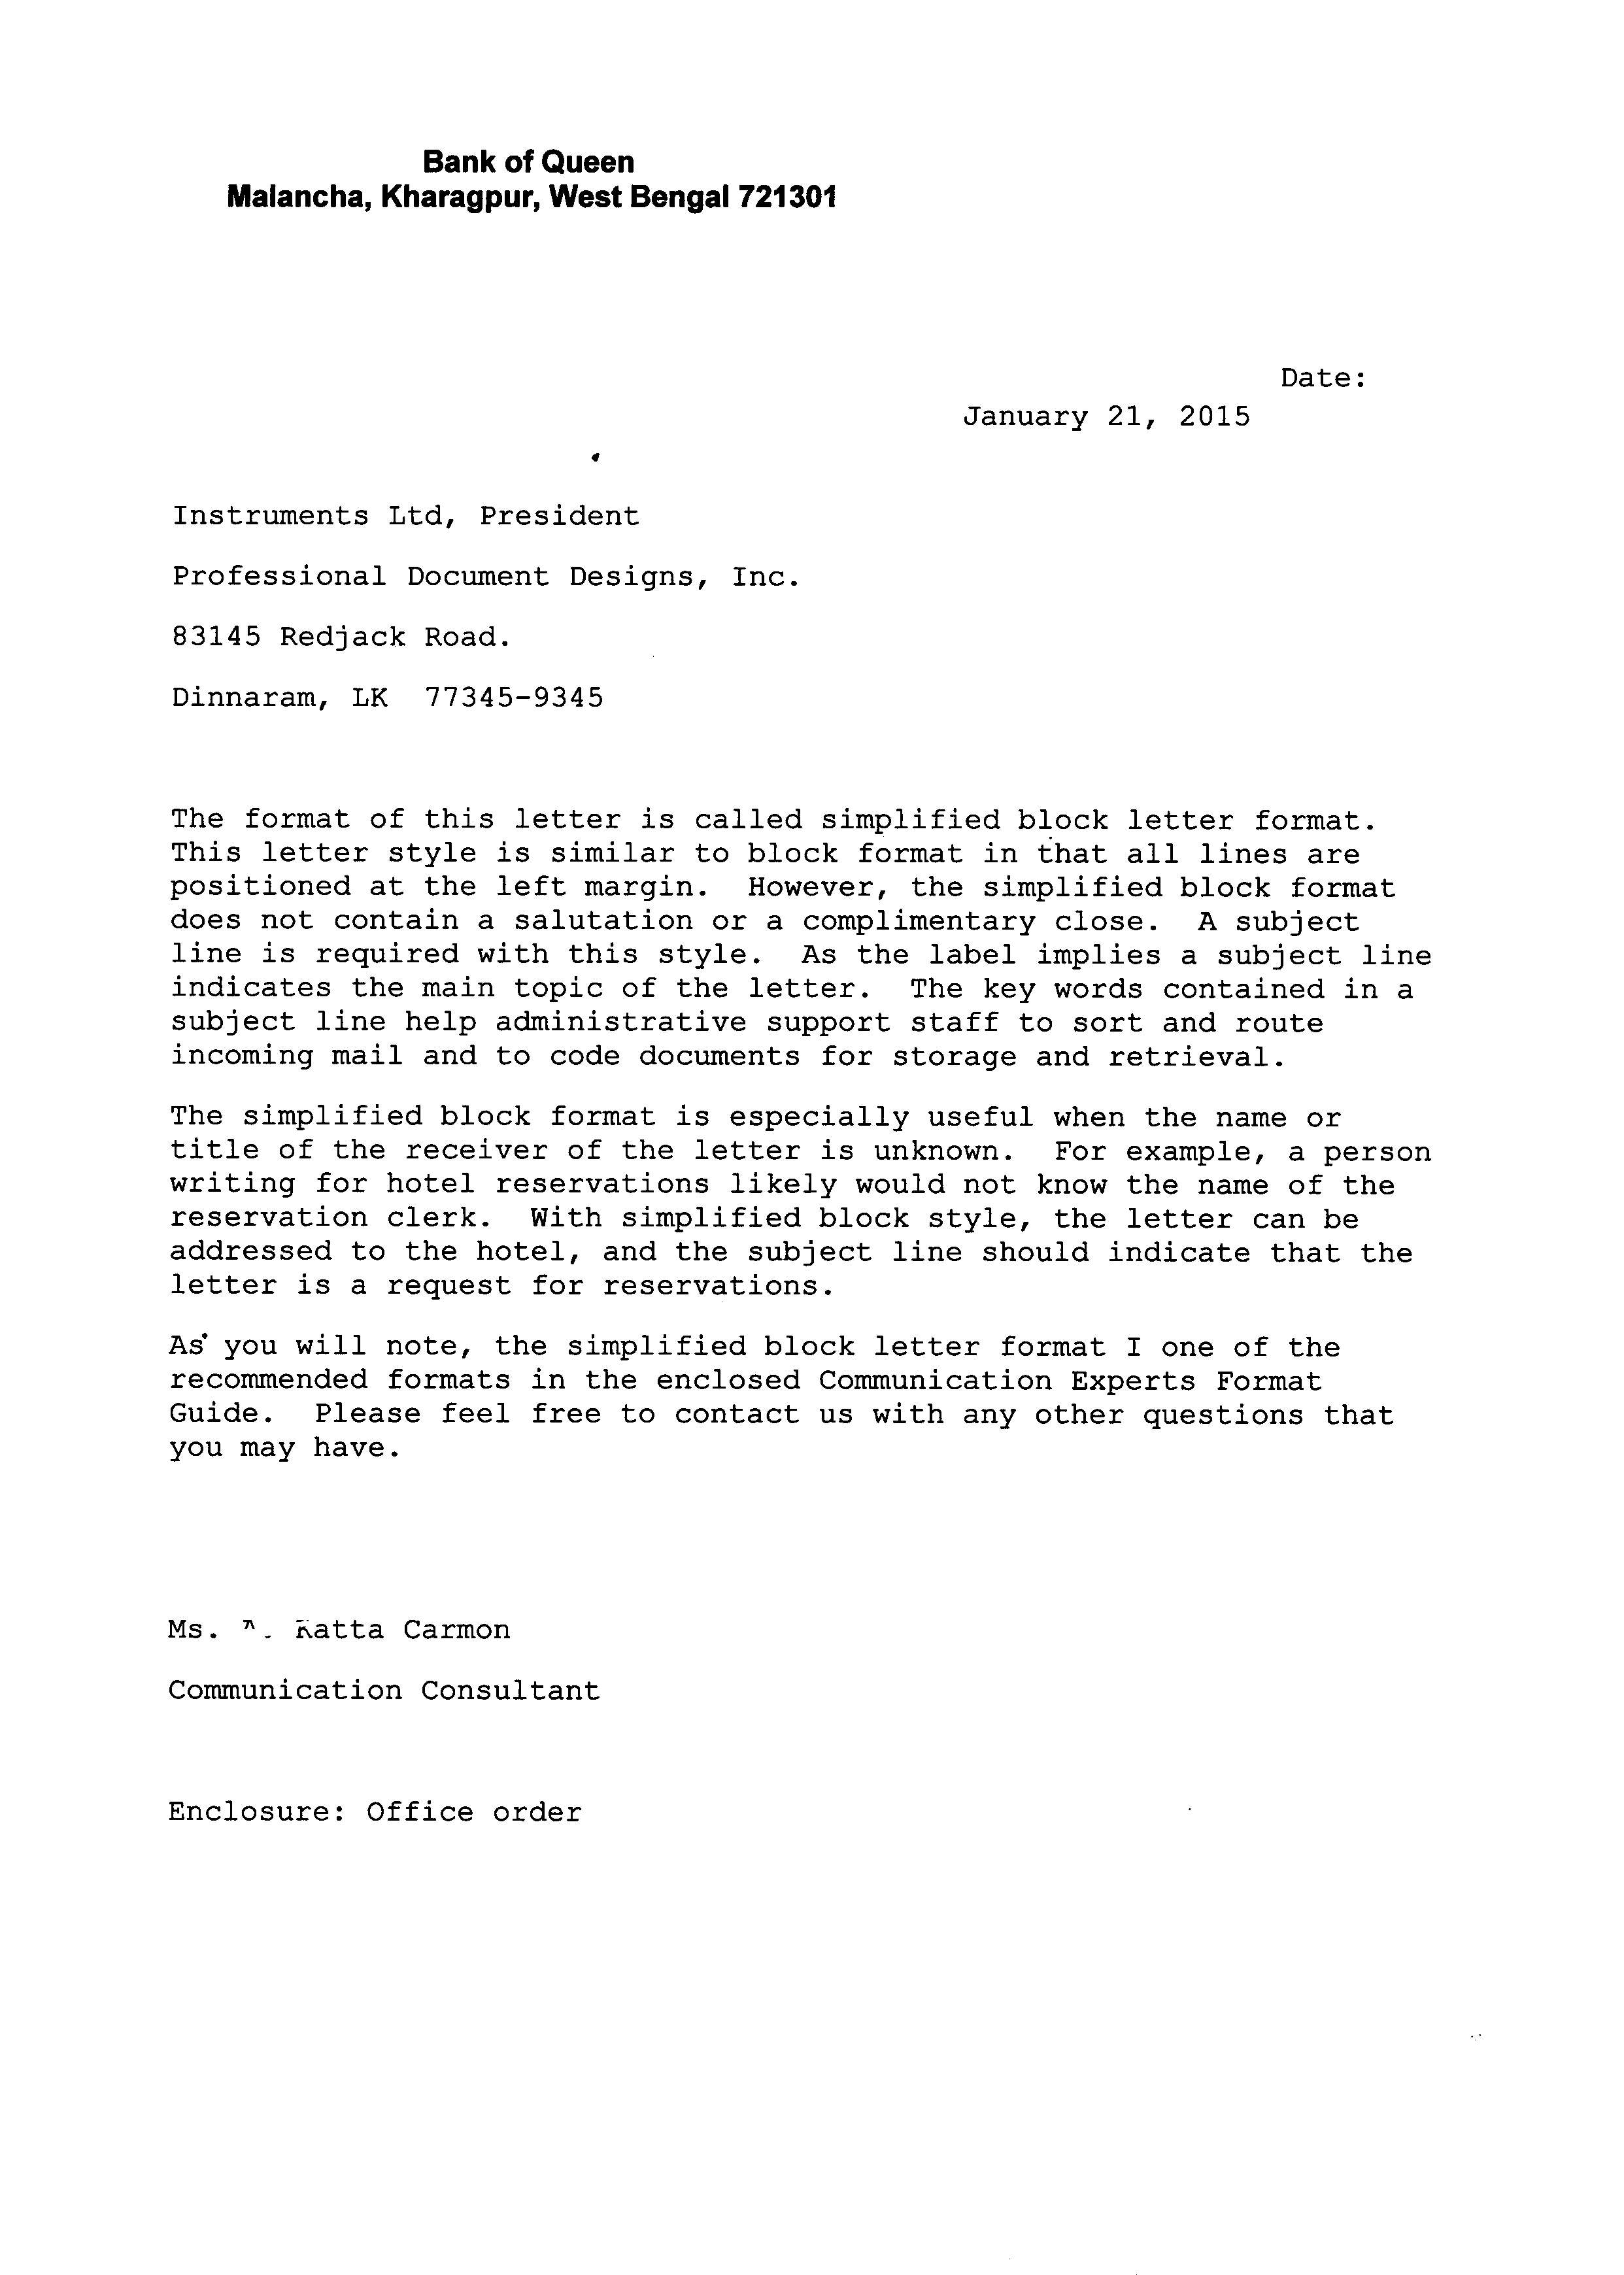 Bank of Queen
Malancha, Kharagpur, West Bengal 721301
Date:
January 21, 2015
Instruments Ltd, President
Professional Document Designs, Inc.
83145 Redjack Road.
Dinnaram, LK  77345-9345
The format of this letter is called simplified block letter format.
This letter style is similar to block format in that all lines are
positioned at the left margin.  However, the simplified block format
does not contain a salutation or a complimentary close.  A subject
line is required with this style.  As the label implies a subject line
indicates the main topic of the letter.  The key words contained in a
subject line help administrative support staff to sort and route
incoming mail and to code documents for storage and retrieval.
The simplified block format is especially useful when the name or
title of the receiver of the letter is unknown.  For example, a person
writing for hotel reservations likely would not know the name of the
reservation clerk.  With simplified block style, the letter can be
addressed to the hotel, and the subject line should indicate that the
letter is a request for reservations.
As you will note, the simplified block letter format I one of the
recommended formats in the enclosed Communication Experts Format
Guide.  Please feel free to contact us with any other questions that
you may have.
Ms. Katta Carmon
Communication Consultant
Enclosure: Office order